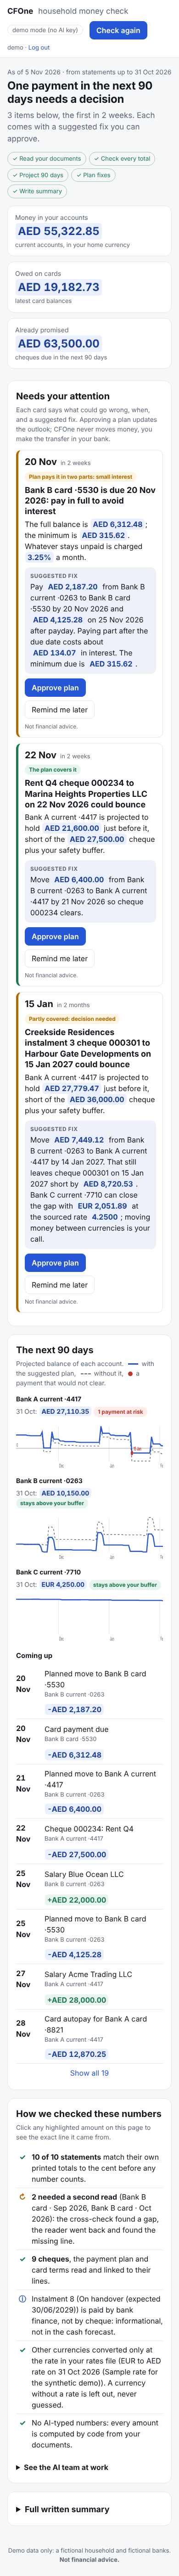 CFOne household money check
demo mode (no AI key)
Check again
demo · Log out
As of 5 Nov 2026 · from statements up to 31 Oct 2026
One payment in the next 90
days needs a decision
3 items below, the first in 2 weeks. Each
comes with a suggested fix you can
approve.
✓ Read your documents ✓ Check every total
✓ Project 90 days ✓ Plan fixes
✓ Write summary
Money in your accounts
AED 55,322.85
current accounts, in your home currency
Owed on cards
AED 19,182.73
latest card balances
Already promised
AED 63,500.00
cheques due in the next 90 days
Needs your attention
Each card says what could go wrong, when,
and a suggested fix. Approving a plan updates
the outlook; CFOne never moves money, you
make the transfer in your bank.
20 Nov in 2 weeks
Plan pays it in two parts: small interest
Bank B card ·5530 is due 20 Nov
2026: pay in full to avoid
interest
The full balance is AED 6,312.48 ;
the minimum is AED 315.62 .
Whatever stays unpaid is charged
3.25% a month.
SUGGESTED FIX
Pay AED 2,187.20 from Bank B
current ·0263 to Bank B card
·5530 by 20 Nov 2026 and
AED 4,125.28 on 25 Nov 2026
after payday. Paying part after the
due date costs about
AED 134.07 in interest. The
minimum due is AED 315.62 .
Approve plan
Remind me later
Not financial advice.
22 Nov in 2 weeks
The plan covers it
Rent Q4 cheque 000234 to
Marina Heights Properties LLC
on 22 Nov 2026 could bounce
Bank A current ·4417 is projected to
hold AED 21,600.00 just before it,
short of the AED 27,500.00 cheque
plus your safety buffer.
SUGGESTED FIX
Move AED 6,400.00 from Bank
B current ·0263 to Bank A current
·4417 by 21 Nov 2026 so cheque
000234 clears.
Approve plan
Remind me later
Not financial advice.
15 Jan in 2 months
Partly covered: decision needed
Creekside Residences
instalment 3 cheque 000301 to
Harbour Gate Developments on
15 Jan 2027 could bounce
Bank A current ·4417 is projected to
hold AED 27,779.47 just before it,
short of the AED 36,000.00 cheque
plus your safety buffer.
SUGGESTED FIX
Move AED 7,449.12 from Bank
B current ·0263 to Bank A current
·4417 by 14 Jan 2027. That still
leaves cheque 000301 on 15 Jan
2027 short by AED 8,720.53 .
Bank C current ·7710 can close
the gap with EUR 2,051.89 at
the sourced rate 4.2500 ; moving
money between currencies is your
call.
Approve plan
Remind me later
Not financial advice.
The next 90 days
Projected balance of each account. with
the suggested plan, without it, a
payment that would not clear.
Bank A current ·4417
31 Oct: AED 27,110.35 1 payment at risk
Bank B current ·0263
31 Oct: AED 10,150.00
stays above your buffer
Bank C current ·7710
31 Oct: EUR 4,250.00 stays above your buffer
Coming up
20 Nov Planned move to Bank B card ·5530
Bank B current ·0263
-AED 2,187.20
20 Nov Card payment due
Bank B card ·5530
-AED 6,312.48
21 Nov Planned move to Bank A current ·4417
Bank B current ·0263
-AED 6,400.00
22 Nov Cheque 000234: Rent Q4
Bank A current ·4417
-AED 27,500.00
25 Nov Salary Blue Ocean LLC
Bank B current ·0263
+AED 22,000.00
25 Nov Planned move to Bank B card ·5530
Bank B current ·0263
-AED 4,125.28
27 Nov Salary Acme Trading LLC
Bank A current ·4417
+AED 28,000.00
28 Nov Card autopay for Bank A card ·8821
Bank A current ·4417
-AED 12,870.25
Show all 19
How we checked these numbers
Click any highlighted amount on this page to
see the exact line it came from.
✓ 10 of 10 statements match their own
printed totals to the cent before any
number counts.
↻ 2 needed a second read (Bank B
card · Sep 2026, Bank B card · Oct
2026): the cross-check found a gap,
the reader went back and found the
missing line.
✓ 9 cheques, the payment plan and
card terms read and linked to their
lines.
ⓘ Instalment 8 (On handover (expected
30/06/2029)) is paid by bank
finance, not by cheque: informational,
not in the cash forecast.
✓ Other currencies converted only at
the rate in your rates file (EUR to AED
rate on 31 Oct 2026 (Sample rate for
the synthetic demo)). A currency
without a rate is left out, never
guessed.
✓ No AI-typed numbers: every amount
is computed by code from your
documents.
▸ See the AI team at work
▸ Full written summary
Demo data only: a fictional household and fictional banks.
Not financial advice.